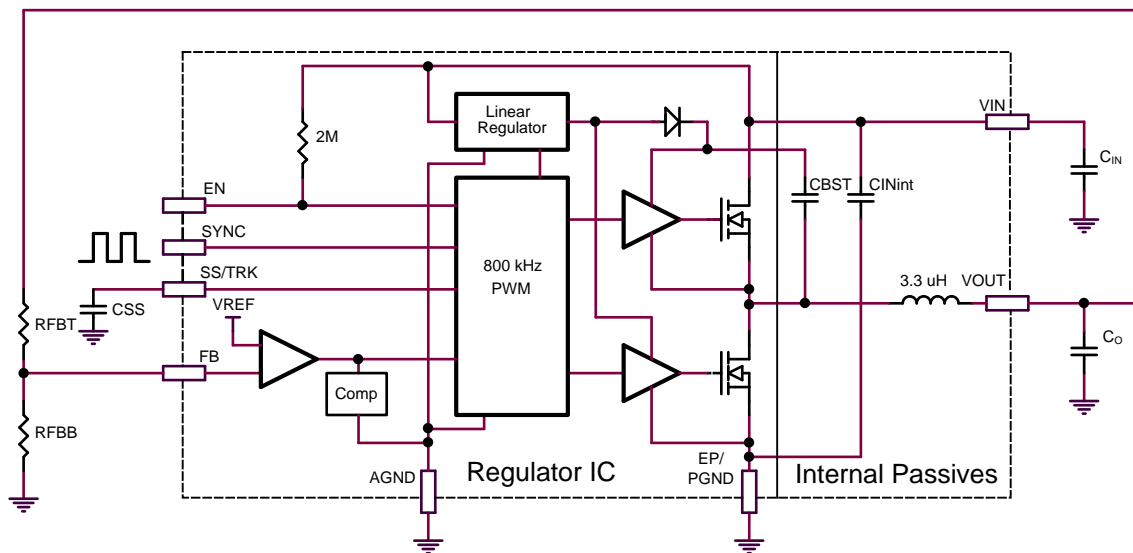 VIN
Linear
Regulator
2M
CIN
EN
CBST
CINint
SYNC
SS/TRK
800 kHz
PWM
3.3 uH
VOUT
CSS
VREF
RFBT
CO
FB
Comp
RFBB
EP/
PGND
AGND
Regulator IC
Internal Passives